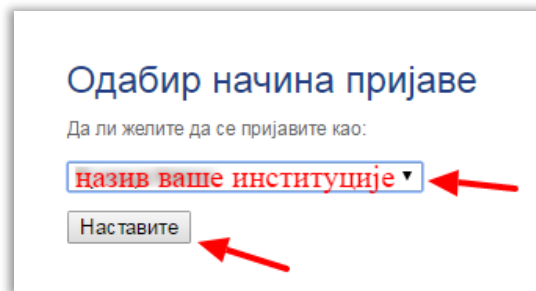 Одабир начина пријаве
Да ли желите да се пријавите као:
назив ваше институције
Наставите